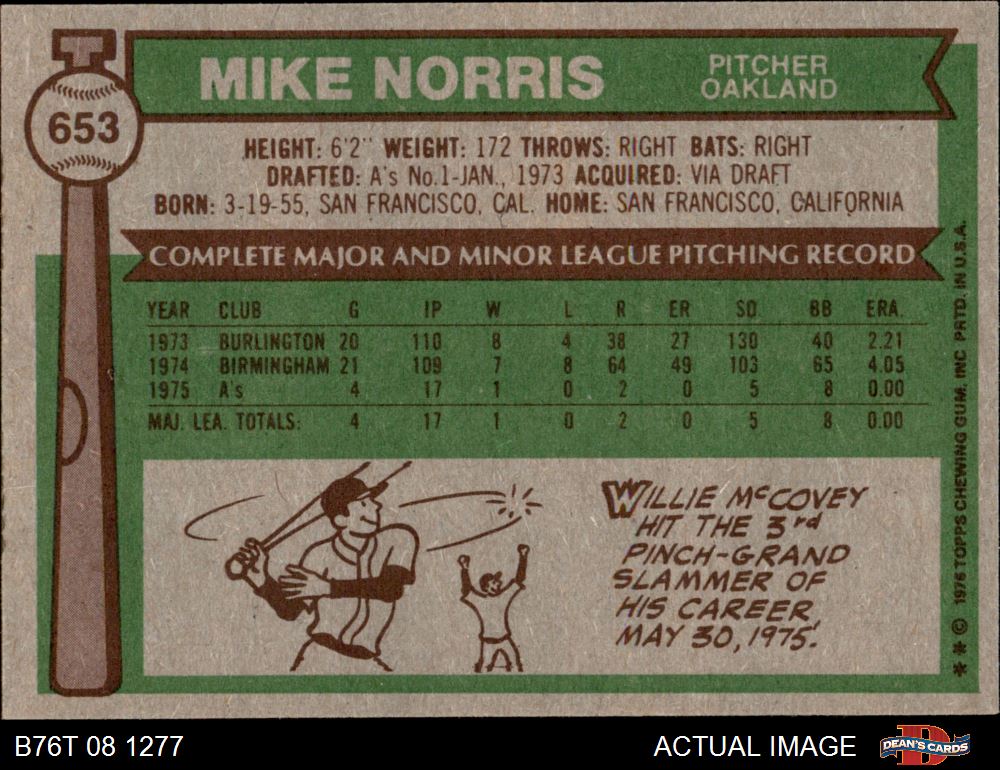 T
653
MIKE NORRIS
PITCHER
OAKLAND
HEIGHT: 6'2" WEIGHT: 172 THROWS: RIGHT BATS: RIGHT
DRAFTED: A's No.1-JAN., 1973 ACQUIRED: VIA DRAFT
BORN: 3-19-55, SAN FRANCISCO, CAL. HOME: SAN FRANCISCO, CALIFORNIA
COMPLETE MAJOR AND MINOR LEAGUE PITCHING RECORD
YEAR CLUB G IP W L R ER SO BB ERA.
1973 BURLINGTON 20 110 8 4 38 27 130 40 2.21
1974 BIRMINGHAM 21 109 7 8 64 49 103 65 4.05
1975 A's 4 17 1 0 2 0 5 8 0.00
MAJ. LEA. TOTALS: 4 17 1 0 2 0 5 8 0.00
WILLIE McCOVEY
HIT THE 3rd
PINCH-GRAND
SLAMMER OF
HIS CAREER
MAY 30, 1975.
* * © 1976 TOPPS CHEWING GUM, INC PRTD. IN U.S.A.
B76T 08 1277
ACTUAL IMAGE
D
DEAN'S CARDS